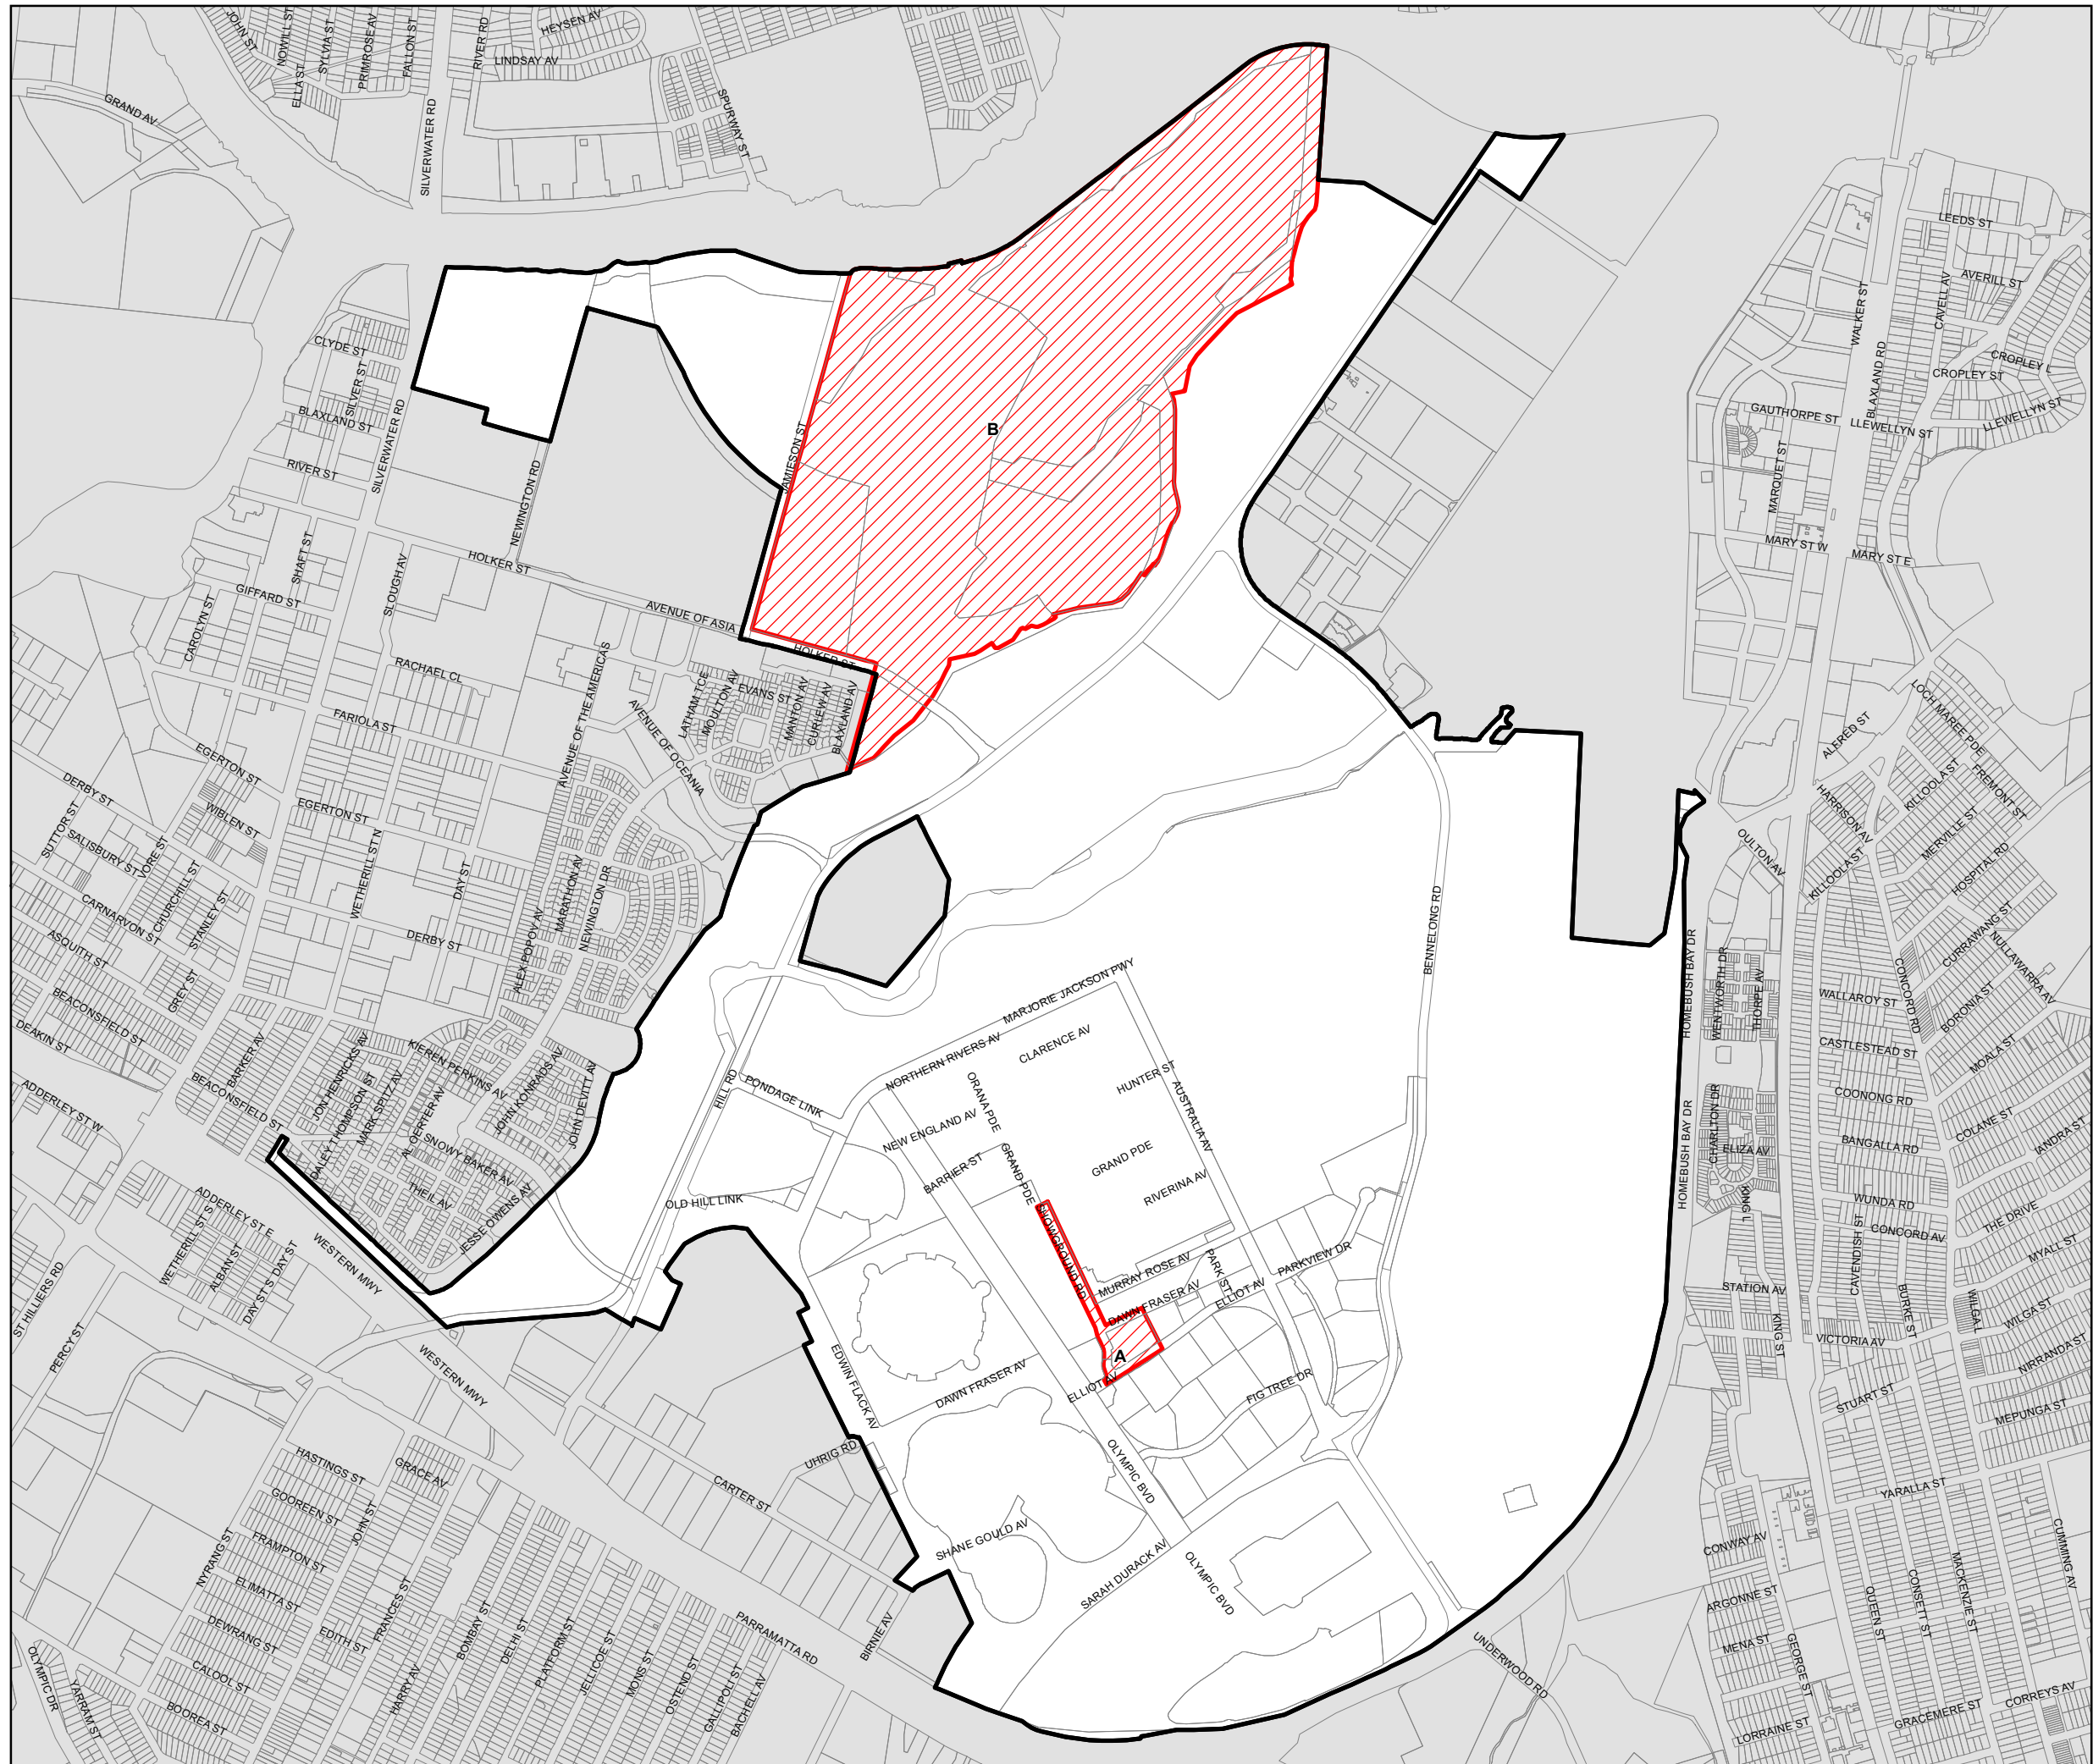 JOHN ST
NOWILL ST
ELLA ST
SYLVIA ST
PRIMROSE AV
FALLON ST
RIVER RD
HEYSEN AV
LINDSAY AV
SPURWAY ST
GRAND AV
SILVERWATER RD
LEEDS ST
AVERILL ST
CAVELL AV
WALKER ST
BLAXLAND RD
CROPLEY L
CROPLEY ST
LLEWELLYN ST
LLEWELLYN ST
GAUTHORPE ST
MARQUET ST
MARY ST W
MARY ST E
CLYDE ST
SILVER ST
BLAXLAND ST
SILVERWATER RD
RIVER ST
NEWINGTON RD
JAMIESON ST
B
SHAFT ST
HOLKER ST
GIFFARD ST
SLOUGH AV
CAROLYN ST
AVENUE OF ASIA
HOLKER ST
RACHAEL CL
AVENUE OF THE AMERICAS
LATHAM TCE
MOULTON AV
EVANS ST
MANTON AV
CURLEW AV
BLAXLAND AV
AVENUE OF OCEANIA
FARIOLA ST
LOCH MAREE PDE
ALFRED ST
KILLOOLA ST
FREMONT ST
HARRISON AV
MERVILLE ST
OULTON AV
KILLOOLA ST
HOSPITAL RD
EGERTON ST
DERBY ST
WIBLEN ST
EGERTON ST
SUTTOR ST
SALISBURY ST
VORE ST
WETHERILL ST N
DAY ST
MARATHON AV
NEWINGTON DR
CHURCHILL ST
CARNARVON ST
STANLEY ST
ASQUITH ST
DERBY ST
ALEX POPOV AV
BENNELONG RD
HOMEBUSH BAY DR
WENTWORTH DR
THORPE AV
CONCORD RD
CURRAWANG ST
NULLAWARRA AV
WALLAROY ST
BORONIA ST
GREY ST
BEACONSFIELD ST
DEAKIN ST
MARJORIE JACKSON PWY
NORTHERN RIVERS AV
CLARENCE AV
CASTLESTEAD ST
MOALA ST
BARKER AV
JON HENRICKS AV
KIEREN PERKINS AV
BEACONSFIELD ST
DALEY THOMPSON ST
MARK SPITZ AV
AL OERTER AV
JOHN KONRADS AV
JOHN DEVITT AV
SNOWY BAKER AV
HILL RD
PONDAGE LINK
ORANA PDE
HUNTER ST
AUSTRALIA AV
NEW ENGLAND AV
GRAND PDE
GRAND PDE
BARRIER ST
RIVERINA AV
COONONG RD
COLANE ST
BANGALLA RD
IANDRA ST
CHARLTON DR
ELIZA AV
HOMEBUSH BAY DR
ADDERLEY ST W
THEIL AV
JESSE OWENS AV
OLD HILL LINK
SHOWGROUND RD
KING L
WUNDA RD
THE DRIVE
CONCORD AV
MYALL ST
ADDERLEY ST E
WETHERILL ST S
ALBAN ST
DAY ST S
DAY ST
WESTERN MWY
MURRAY ROSE AV
PARK ST
PARKVIEW DR
ELLIOT AV
DAWN FRASER AV
STATION AV
CAVENDISH ST
BURKE ST
WILGA L
WILGA ST
ST HILLIERS RD
PERCY ST
WESTERN MWY
EDWIN FLACK AV
DAWN FRASER AV
A
ELLIOT AV
FIG TREE DR
KING ST
VICTORIA AV
NIRRANDA ST
STUART ST
MEPUNGA ST
HASTINGS ST
GRACE AV
GOOREEN ST
JOHN ST
UHRIG RD
CARTER ST
OLYMPIC BVD
YARALLA ST
NYRANG ST
FRAMPTON ST
SHANE GOULD AV
SARAH DURACK AV
OLYMPIC BVD
CONWAY AV
CUMMING AV
ELIMATTA ST
FRANCES ST
DEWRANG ST
EDITH ST
BOMBAY ST
DELHI ST
PLATFORM ST
JELLICOE ST
MONS ST
OSTEND ST
GALLIPOLI ST
BACHELL AV
PARRAMATTA RD
BIRNIE AV
ARGONNE ST
QUEEN ST
CONSETT ST
MACKENZIE ST
MENA ST
GEORGE ST
UNDERWOOD RD
CALOOL ST
HARRY AV
OLYMPIC DR
YARRAM ST
BOOREA ST
LORRAINE ST
GRACEMERE ST
CORREYS AV